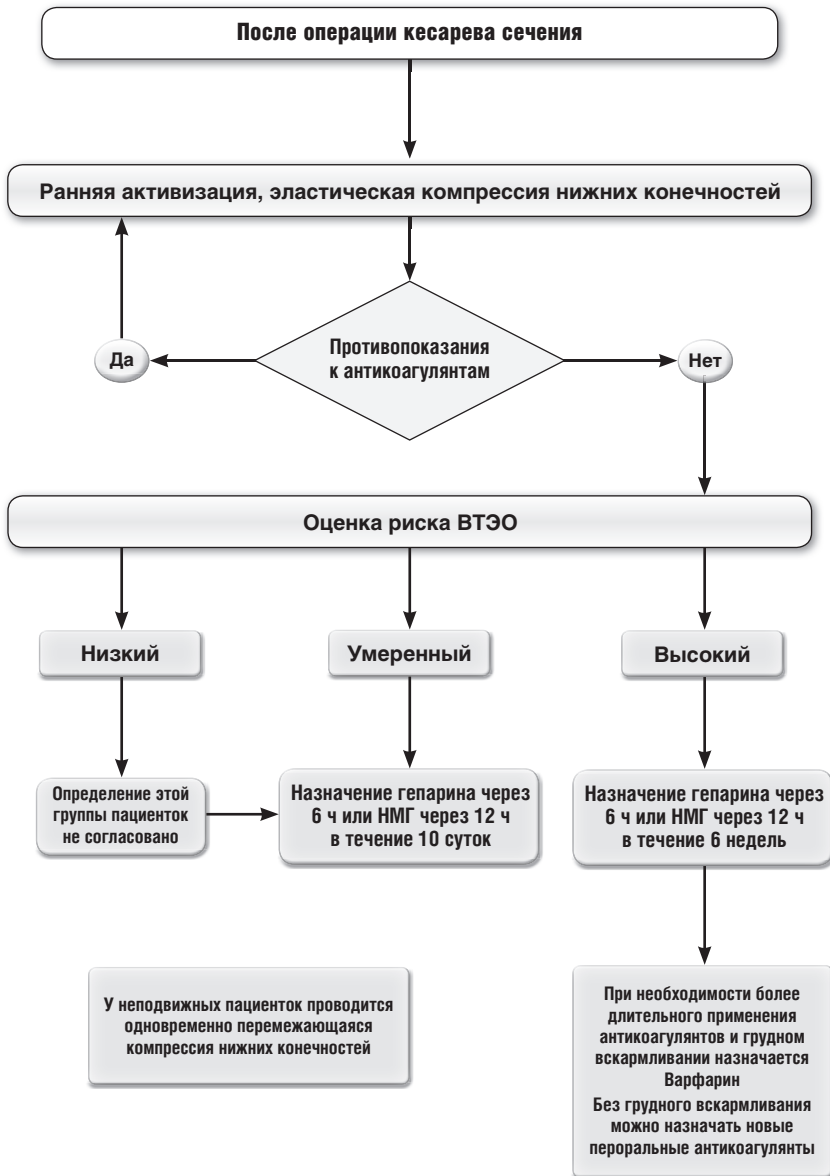 После операции кесарева сечения
Ранняя активизация, эластическая компрессия нижних конечностей
Противопоказания
к антикоагулянтам
Да
Нет
Оценка риска ВТЭО
Низкий
Умеренный
Высокий
Определение этой
группы пациенток
не согласовано
Назначение гепарина через
6 ч или НМГ через 12 ч
в течение 10 суток
Назначение гепарина через
6 ч или НМГ через 12 ч
в течение 6 недель
У неподвижных пациенток проводится
одновременно перемежающаяся
компрессия нижних конечностей
При необходимости более
длительного применения
антикоагулянтов и грудном
вскармливании назначается
Варфарин
Без грудного вскармливания
можно назначать новые
пероральные антикоагулянты